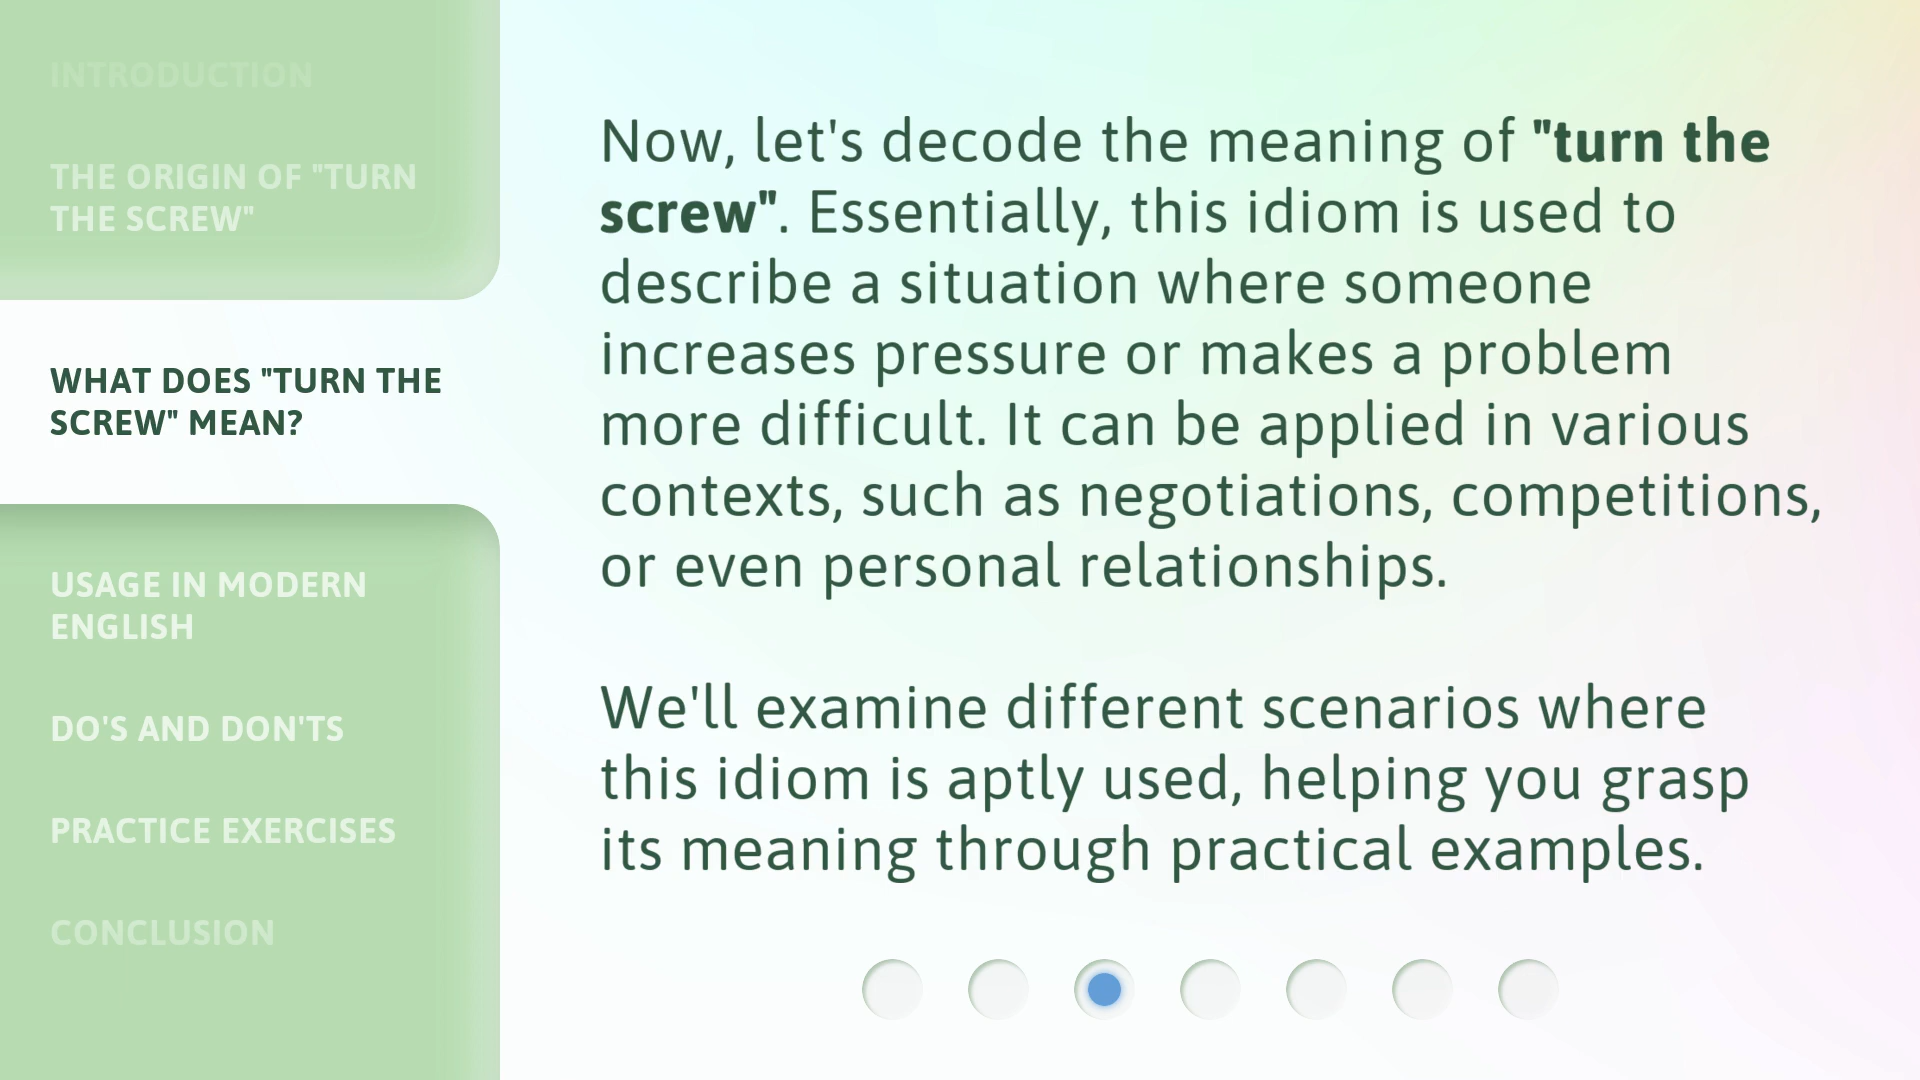 INTRODUCTION
THE ORIGIN OF "TURN
THE SCREW"
WHAT DOES "TURN THE
SCREW" MEAN?
USAGE IN MODERN
ENGLISH
DO'S AND DON'TS
PRACTICE EXERCISES
CONCLUSION
Now, let's decode the meaning of "turn the
screw". Essentially, this idiom is used to
describe a situation where someone
increases pressure or makes a problem
more difficult. It can be applied in various
contexts, such as negotiations, competitions,
or even personal relationships.
We'll examine different scenarios where
this idiom is aptly used, helping you grasp
its meaning through practical examples.